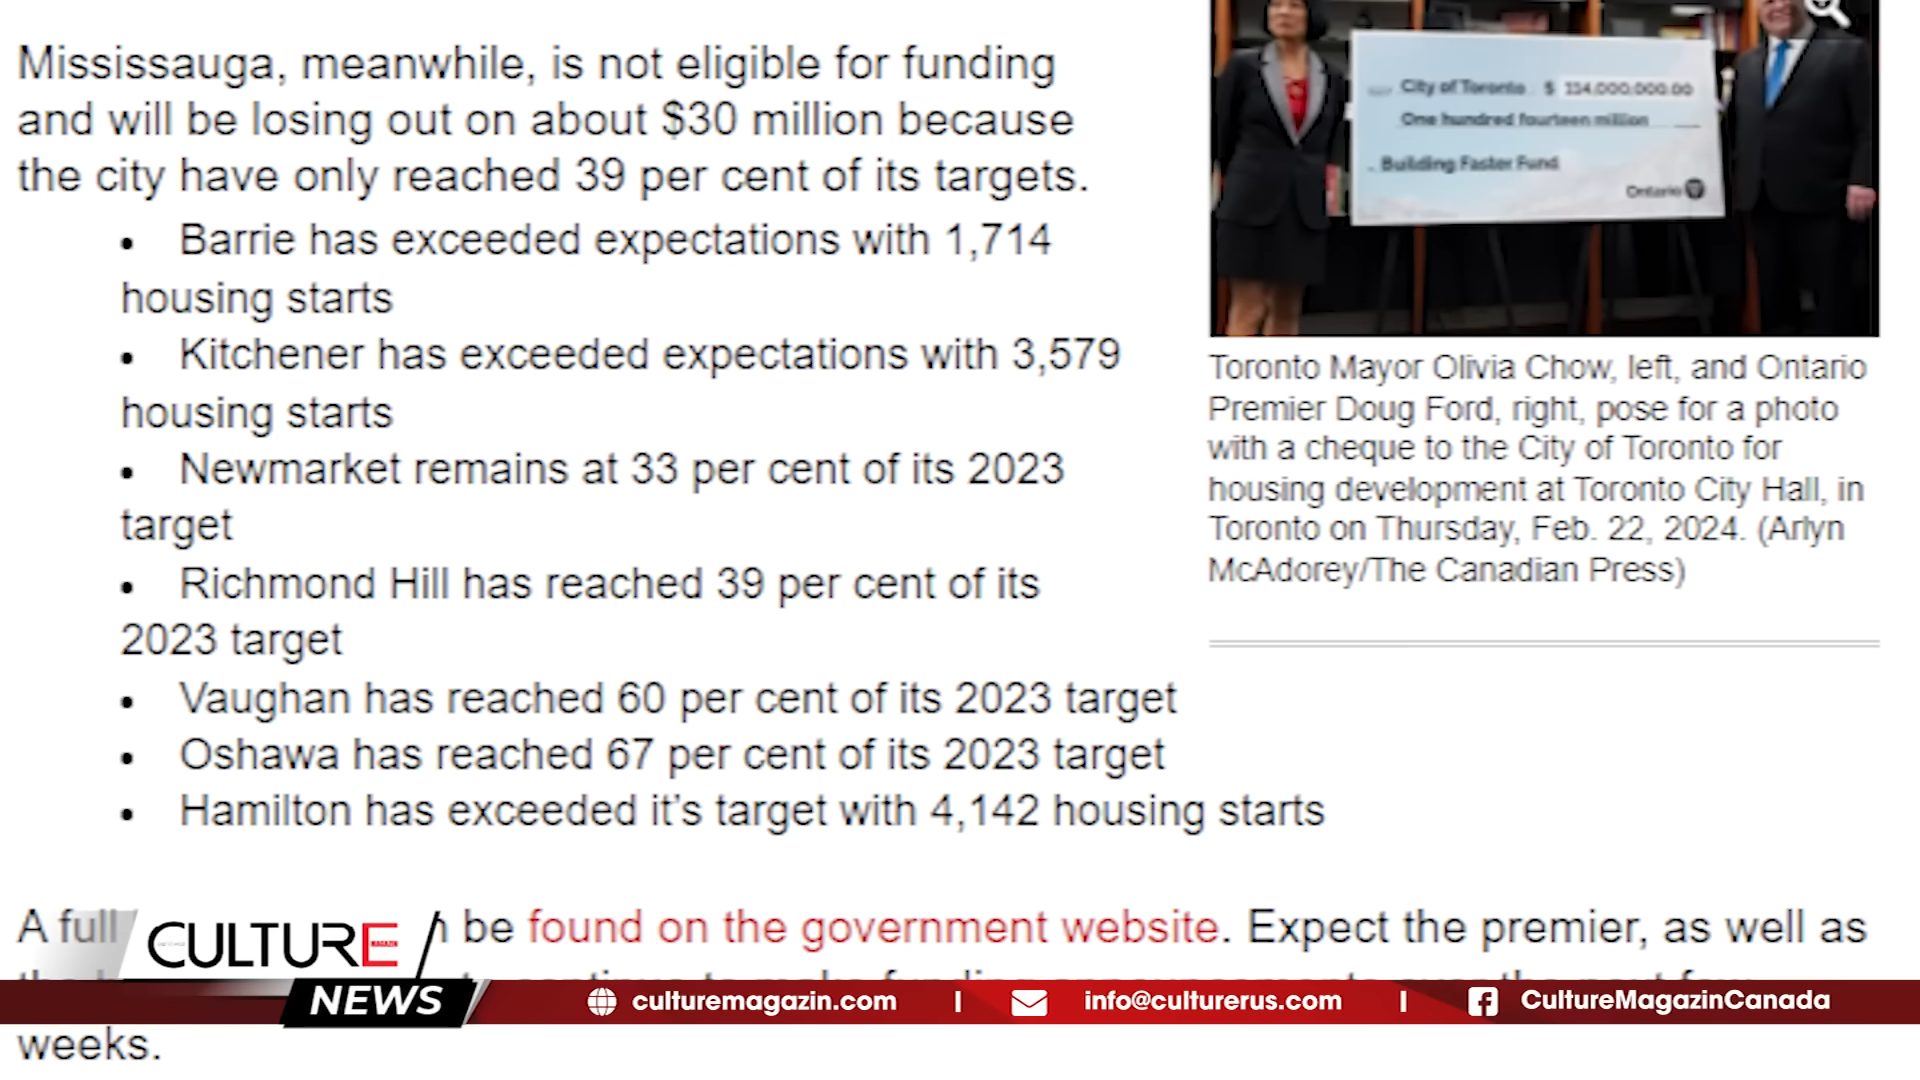 Mississauga, meanwhile, is not eligible for funding
and will be losing out on about $30 million because
the city have only reached 39 per cent of its targets.
• Barrie has exceeded expectations with 1,714
housing starts
• Kitchener has exceeded expectations with 3,579
housing starts
• Newmarket remains at 33 per cent of its 2023
target
• Richmond Hill has reached 39 per cent of its
2023 target
• Vaughan has reached 60 per cent of its 2023 target
• Oshawa has reached 67 per cent of its 2023 target
• Hamilton has exceeded it's target with 4,142 housing starts
City of Toronto $ 114,000,000.00
One hundred fourteen million
Building Faster Fund
Ontario
Toronto Mayor Olivia Chow, left, and Ontario
Premier Doug Ford, right, pose for a photo
with a cheque to the City of Toronto for
housing development at Toronto City Hall, in
Toronto on Thursday, Feb. 22, 2024. (Arlyn
McAdorey/The Canadian Press)
A full be found on the government website. Expect the premier, as well as
weeks.
CULTURE
NEWS
culturemagazin.com | info@culturerus.com | CultureMagazinCanada